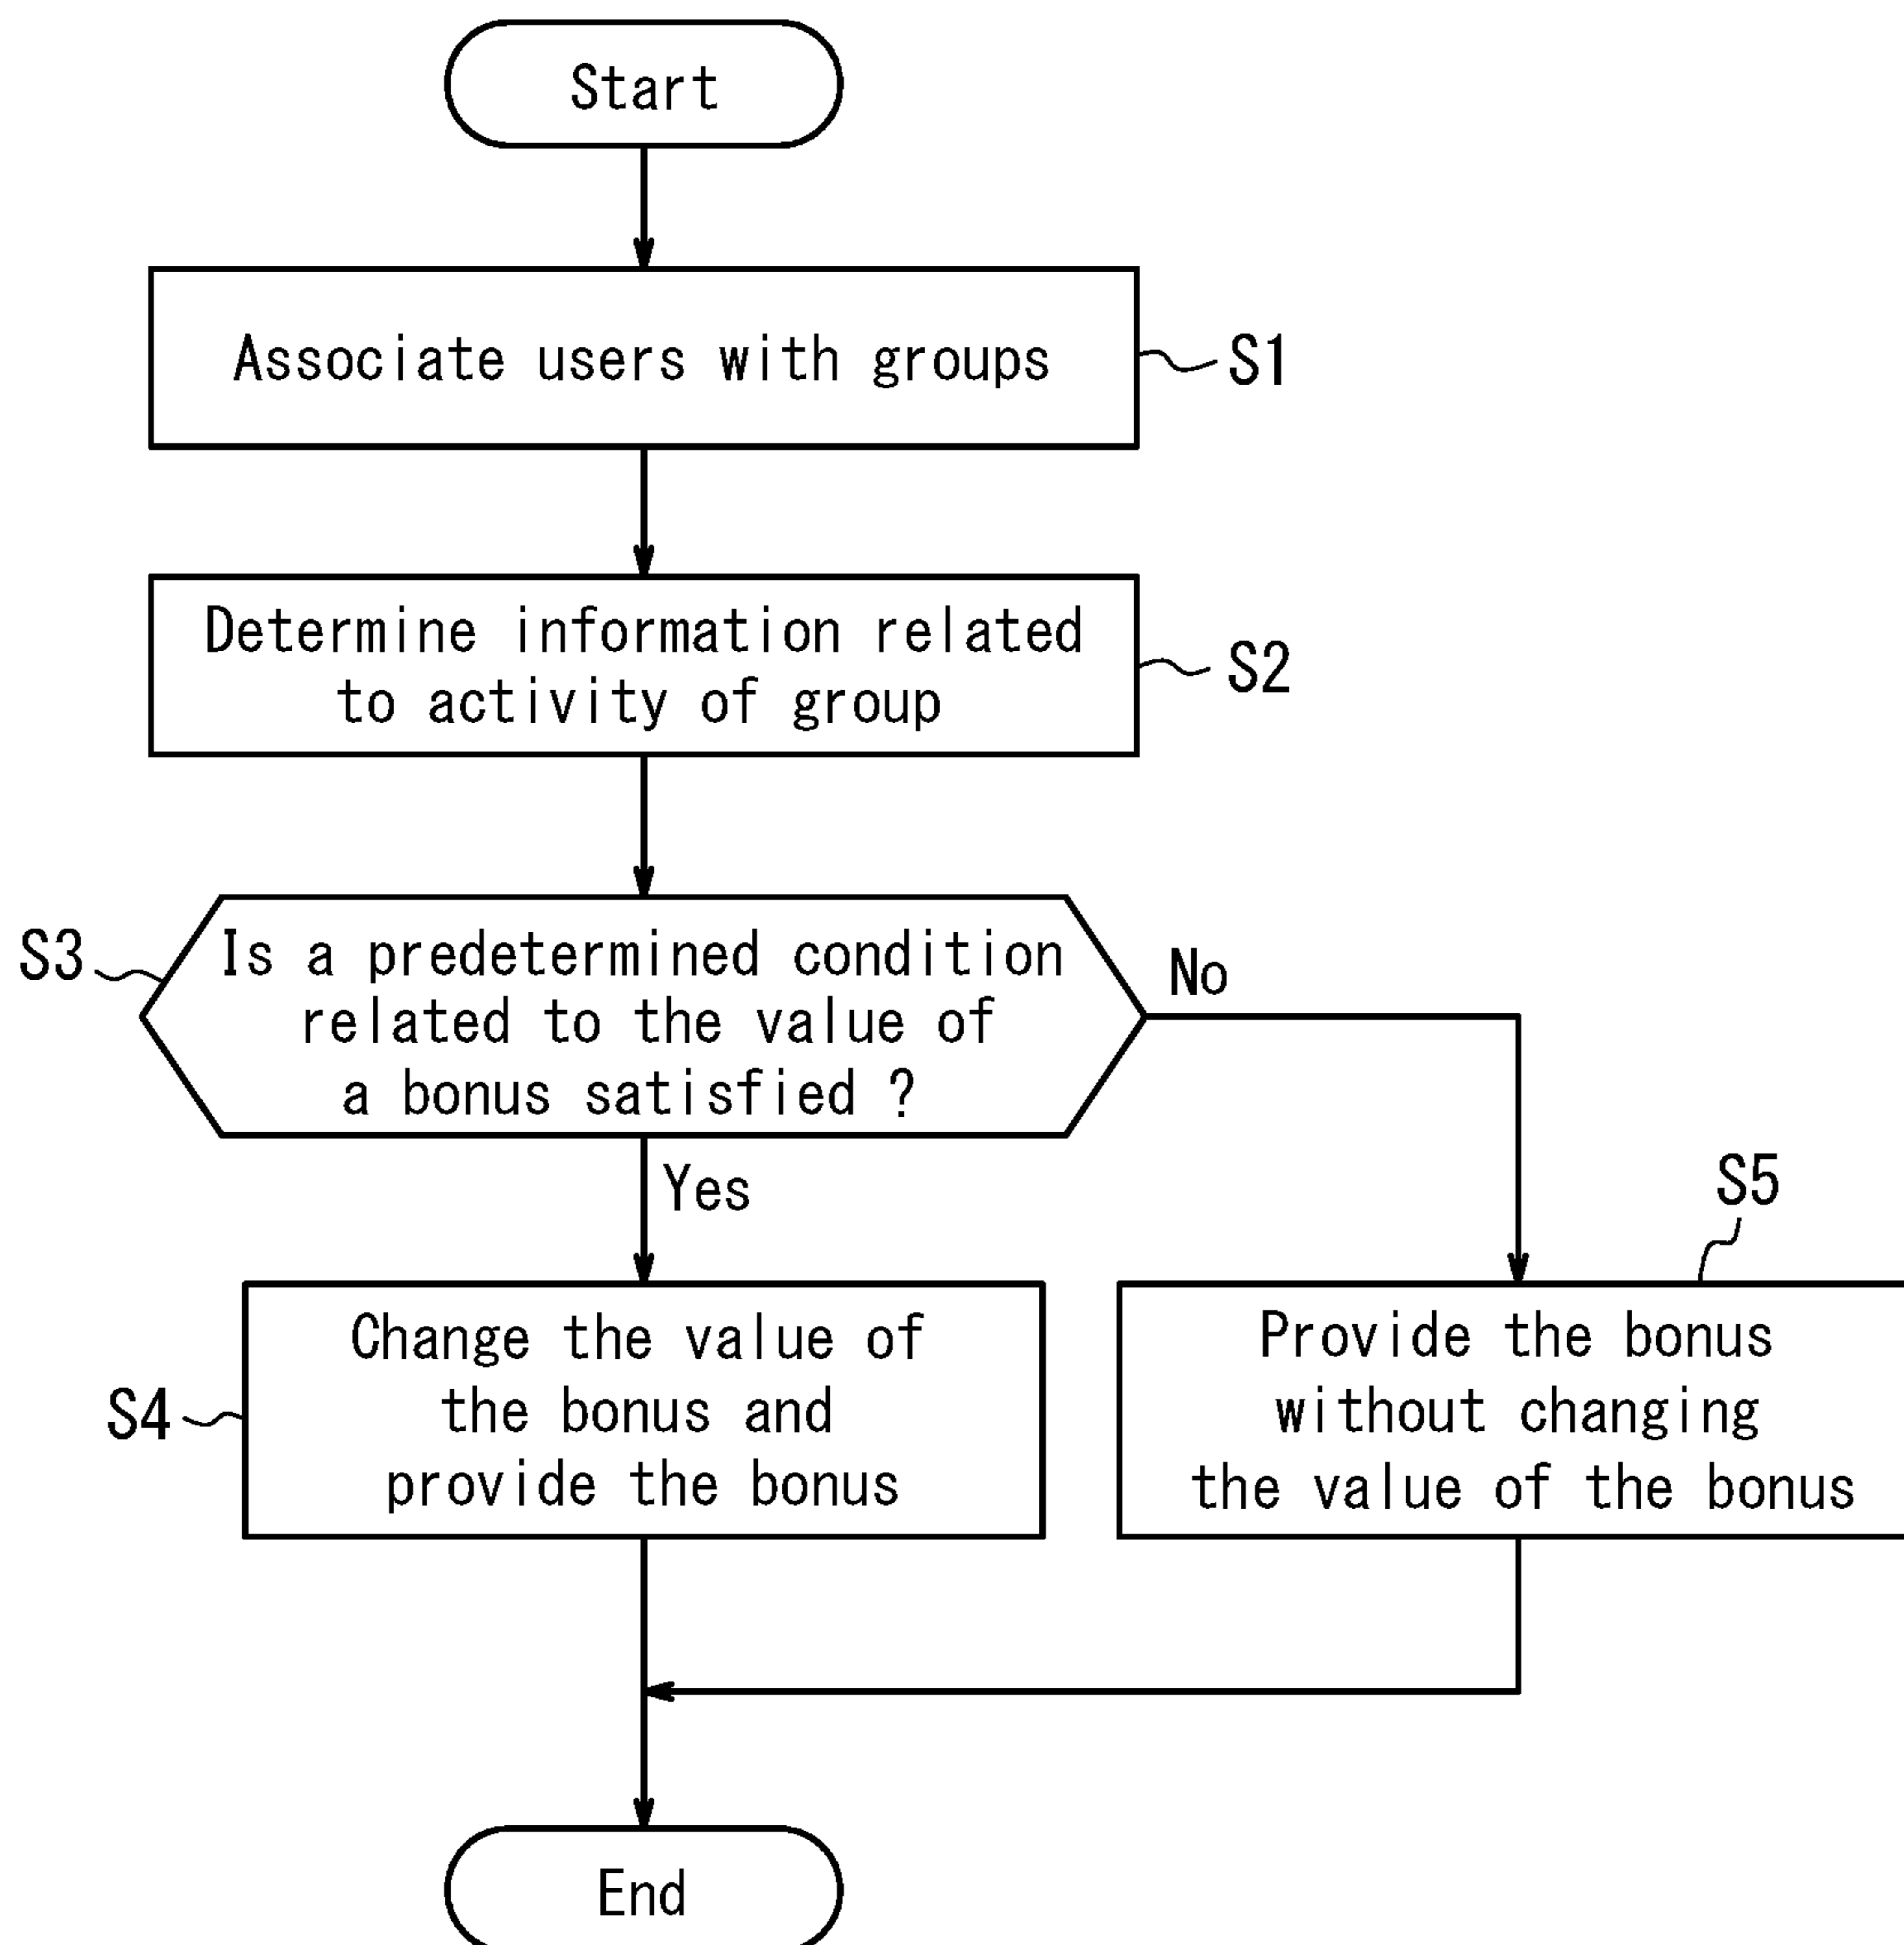 Start
Associate users with groups
S1
Determine information related
to activity of group
S2
S3
Is a predetermined condition
related to the value of
a bonus satisfied ?
No
Yes
S5
S4
Change the value of
the bonus and
provide the bonus
Provide the bonus
without changing
the value of the bonus
End